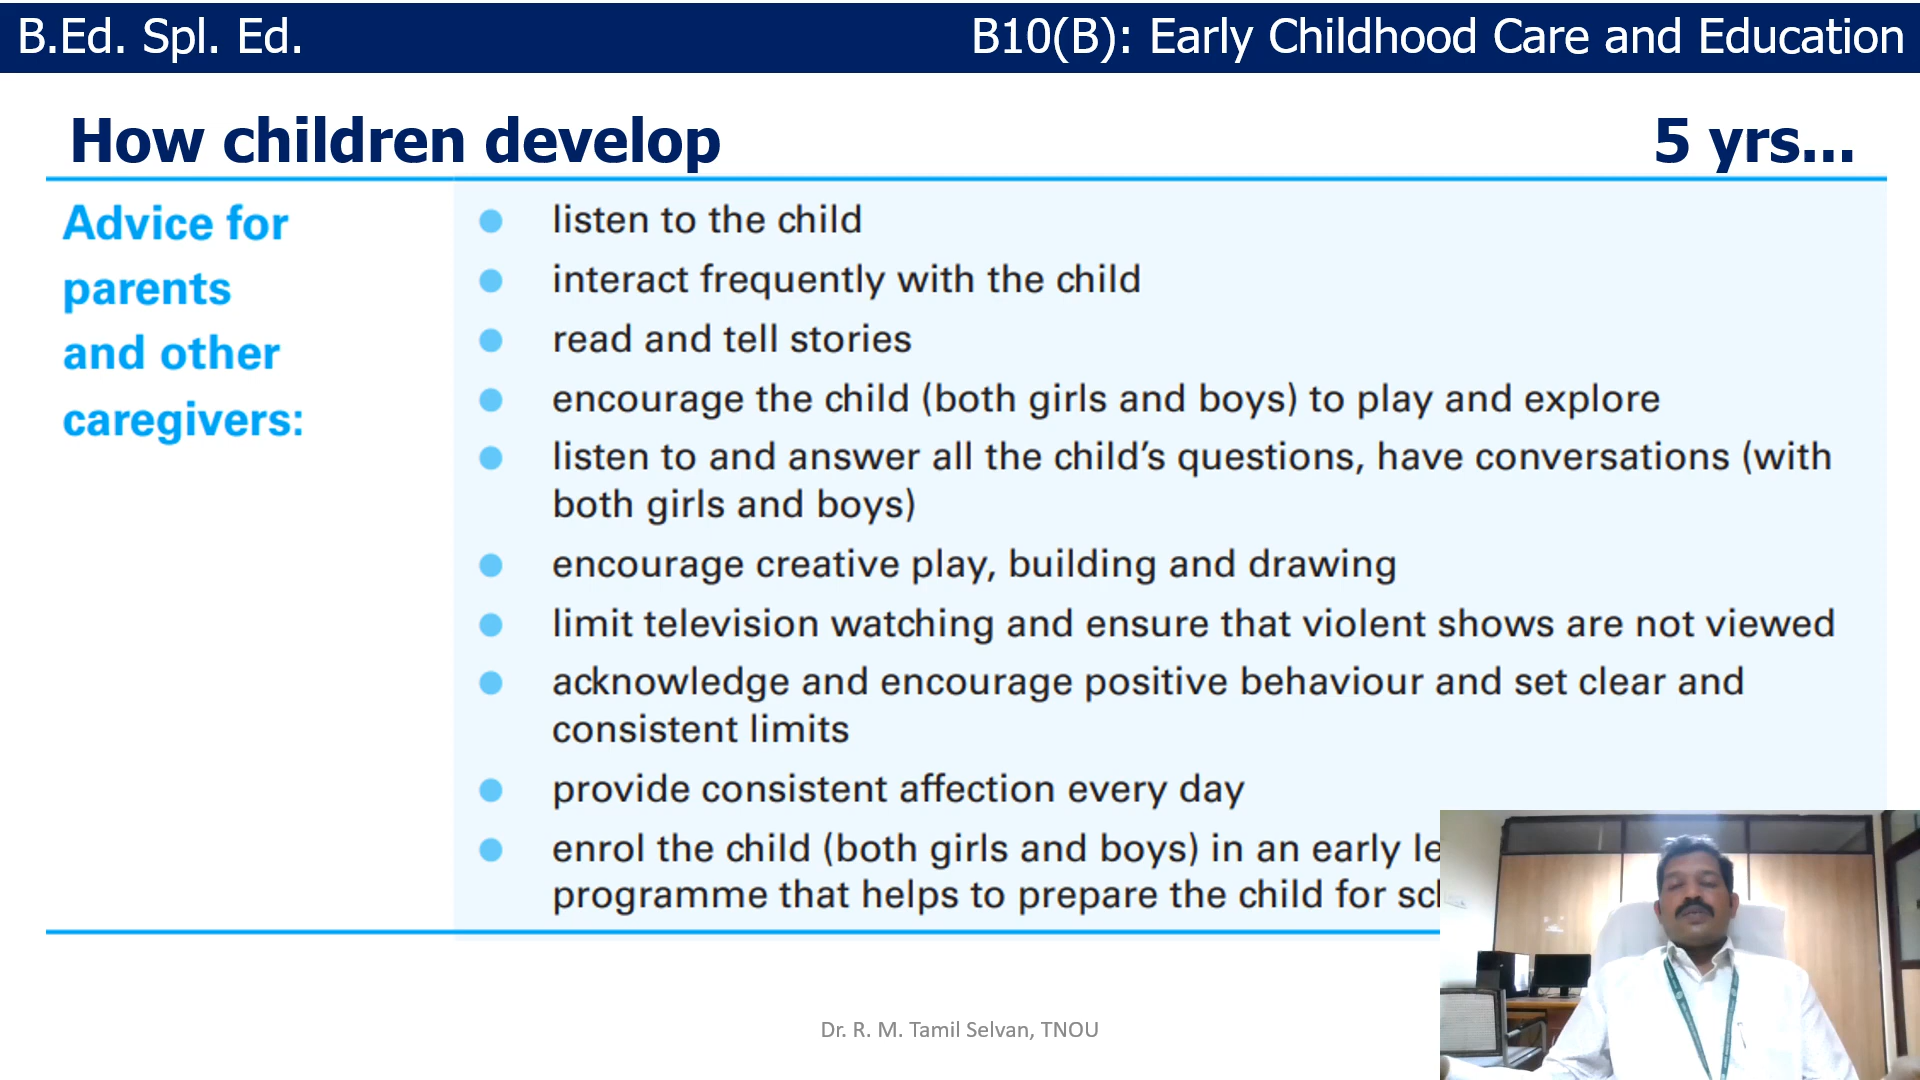 B.Ed. Spl. Ed.
B10(B): Early Childhood Care and Education
How children develop
5 yrs...
Advice for
parents
and other
caregivers:
listen to the child
interact frequently with the child
read and tell stories
encourage the child (both girls and boys) to play and explore
listen to and answer all the child's questions, have conversations (with
both girls and boys)
encourage creative play, building and drawing
limit television watching and ensure that violent shows are not viewed
acknowledge and encourage positive behaviour and set clear and
consistent limits
provide consistent affection every day
enrol the child (both girls and boys) in an early
programme that helps to prepare the child for
Dr. R. M. Tamil Selvan, TNOU